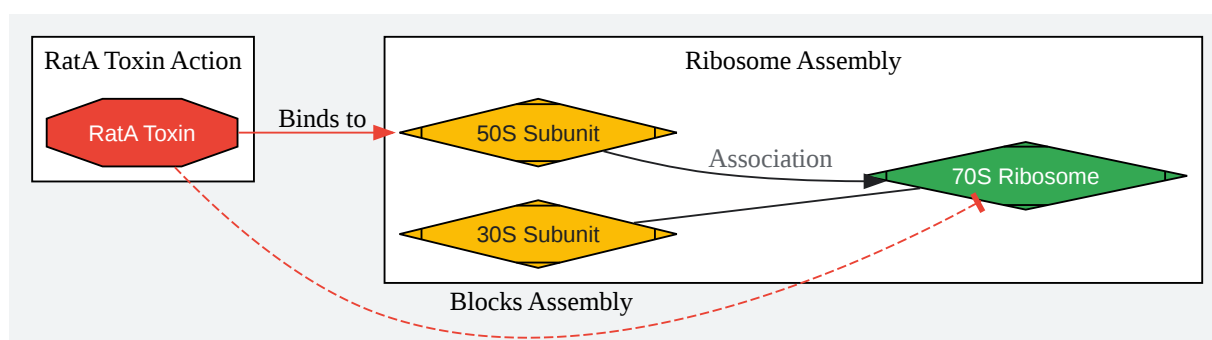 RatA Toxin Action
RatA Toxin
Binds to
Ribosome Assembly
50S Subunit
Association
70S Ribosome
30S Subunit
Blocks Assembly